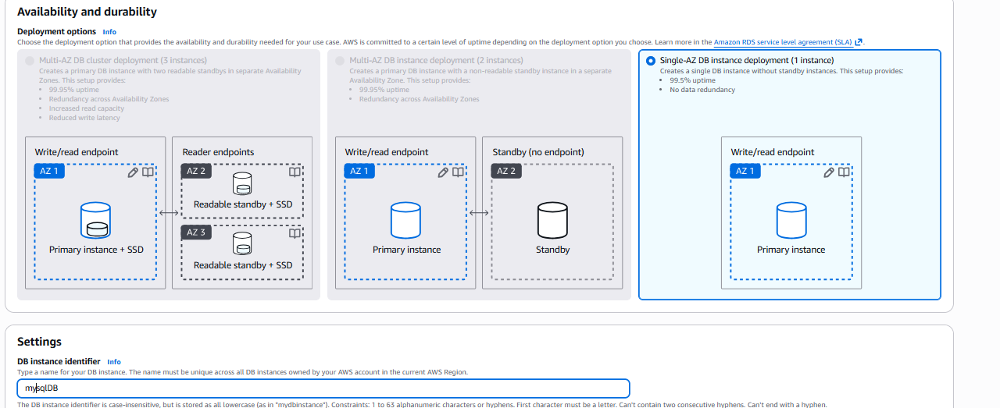 Availability and durability
Deployment options Info
Choose the deployment option that provides the availability and durability needed for your use case. AWS is committed to a certain level of uptime depending on the deployment option you choose. Learn more in the Amazon RDS service level agreement (SLA).
Multi-AZ DB cluster deployment (3 instances)
Creates a primary DB instance with two readable standbys in separate Availability
Zones. This setup provides:
• 99.95% uptime
• Redundancy across Availability Zones
• Increased read capacity
• Reduced write latency
Write/read endpoint
AZ 1
Primary instance + SSD
Reader endpoints
AZ 2
Readable standby + SSD
AZ 3
Readable standby + SSD
Multi-AZ DB instance deployment (2 instances)
Creates a primary DB instance with a non-readable standby instance in a separate
Availability Zone. This setup provides:
• 99.95% uptime
• Redundancy across Availability Zones
Write/read endpoint
AZ 1
Primary instance
Standby (no endpoint)
AZ 2
Standby
Single-AZ DB instance deployment (1 instance)
Creates a single DB instance without standby instances. This setup provides:
• 99.5% uptime
• No data redundancy
Write/read endpoint
AZ 1
Primary instance
Settings
DB instance identifier Info
Type a name for your DB instance. The name must be unique across all DB instances owned by your AWS account in the current AWS Region.
mysqlDB
The DB instance identifier is case-insensitive, but is stored as all lowercase (as in "mydbinstance"). Constraints: 1 to 63 alphanumeric characters or hyphens. First character must be a letter. Can't contain two consecutive hyphens. Can't end with a hyphen.